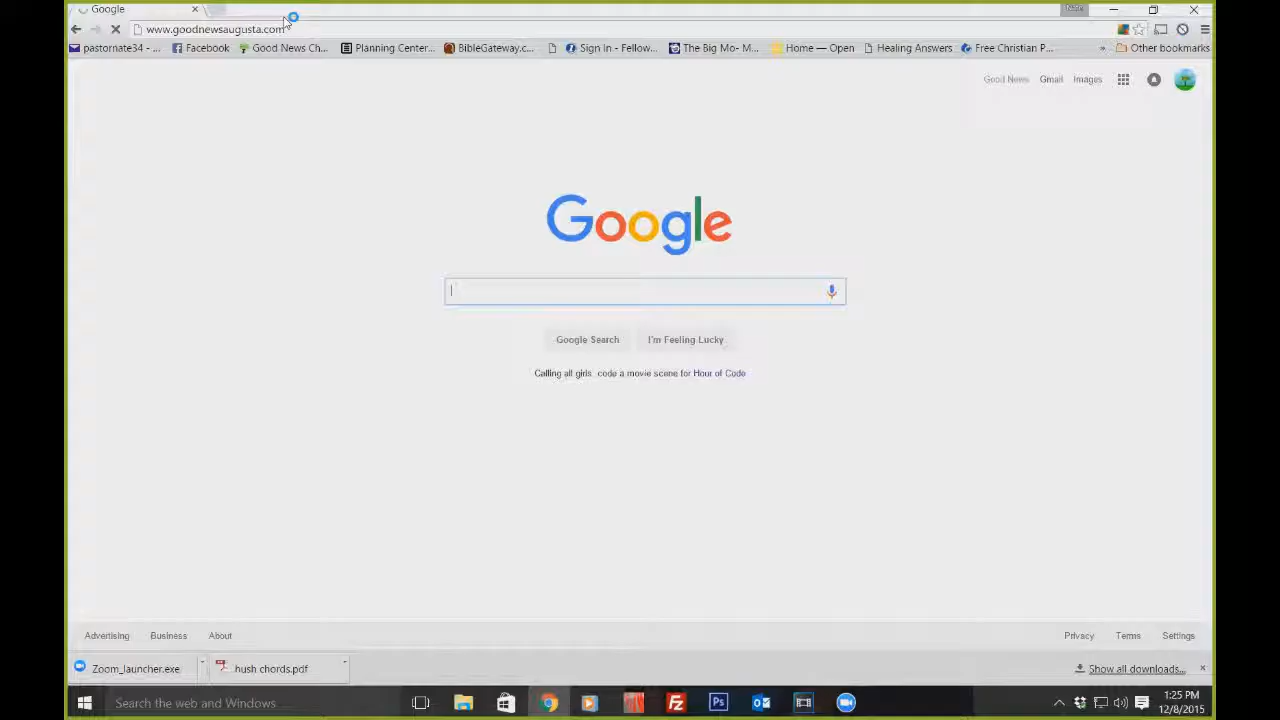 Google
www.goodnewsaugusta.com
pastornate34 - ...
Facebook
Good News Ch...
Planning Center...
BibleGateway.c...
Sign In - Fellow...
The Big Mo- M...
Home — Open
Healing Answers
Free Christian P...
»
Other bookmarks
Good News
Gmail
Images
Google
Google Search
I'm Feeling Lucky
Calling all girls: code a movie scene for Hour of Code
Advertising
Business
About
Privacy
Terms
Settings
Zoom_launcher.exe
hush chords.pdf
Show all downloads...
Search the web and Windows
1:25 PM
12/8/2015